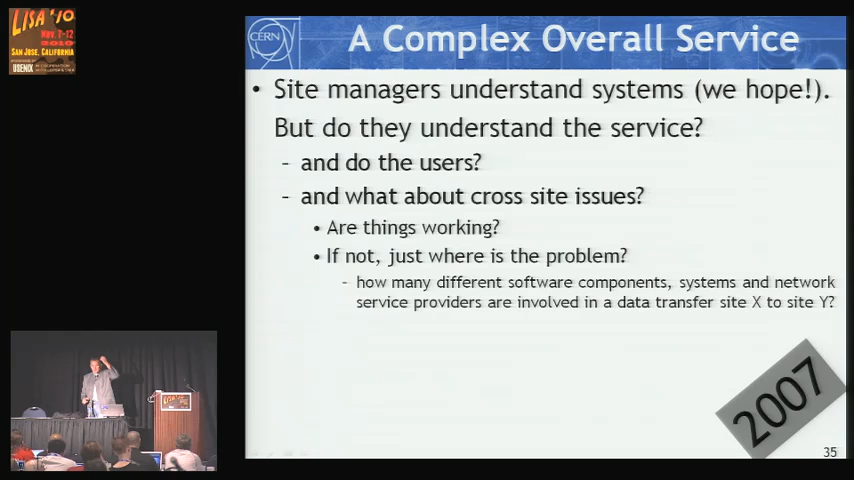 LISA '10
Nov 7-12
2010
SAN JOSE, CALIFORNIA
USENIX
CERN
A Complex Overall Service
• Site managers understand systems (we hope!).
But do they understand the service?
– and do the users?
– and what about cross site issues?
• Are things working?
• If not, just where is the problem?
– how many different software components, systems and network
service providers are involved in a data transfer site X to site Y?
2007
35
LISA '10